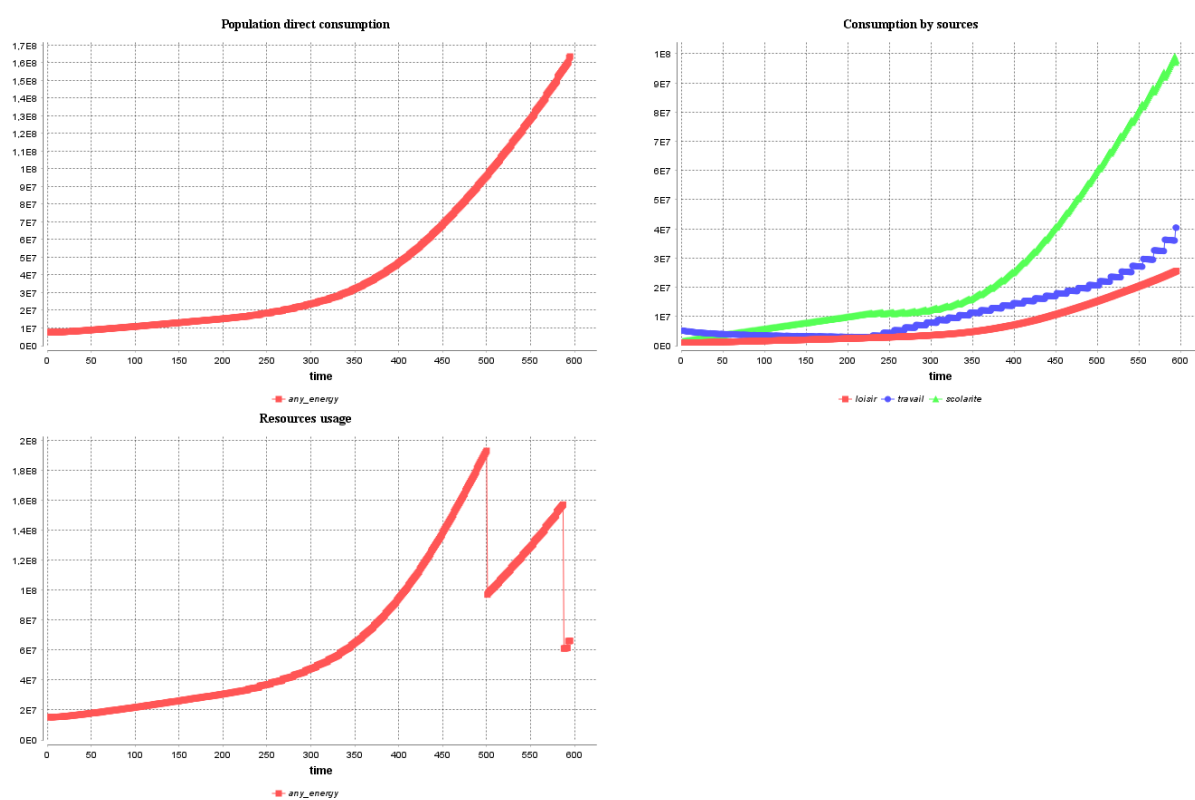 Population direct consumption
1,7E8
1,6E8
1,5E8
1,4E8
1,3E8
1,2E8
1,1E8
1E8
9E7
8E7
7E7
6E7
5E7
4E7
3E7
2E7
1E7
0E0
0 50 100 150 200 250 300 350 400 450 500 550 600
time
any_energy
Consumption by sources
1E8
9E7
8E7
7E7
6E7
5E7
4E7
3E7
2E7
1E7
0E0
0 50 100 150 200 250 300 350 400 450 500 550 600
time
loisir travail scolarite
Resources usage
2E8
1,8E8
1,6E8
1,4E8
1,2E8
1E8
8E7
6E7
4E7
2E7
0E0
0 50 100 150 200 250 300 350 400 450 500 550 600
time
any_energy